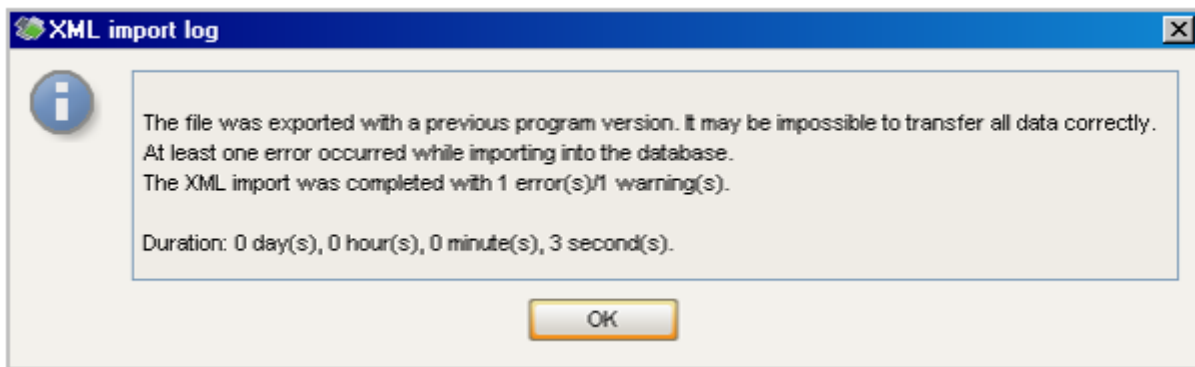 XML import log
The file was exported with a previous program version. It may be impossible to transfer all data correctly.
At least one error occurred while importing into the database.
The XML import was completed with 1 error(s)/1 warning(s).
Duration: 0 day(s), 0 hour(s), 0 minute(s), 3 second(s).
OK